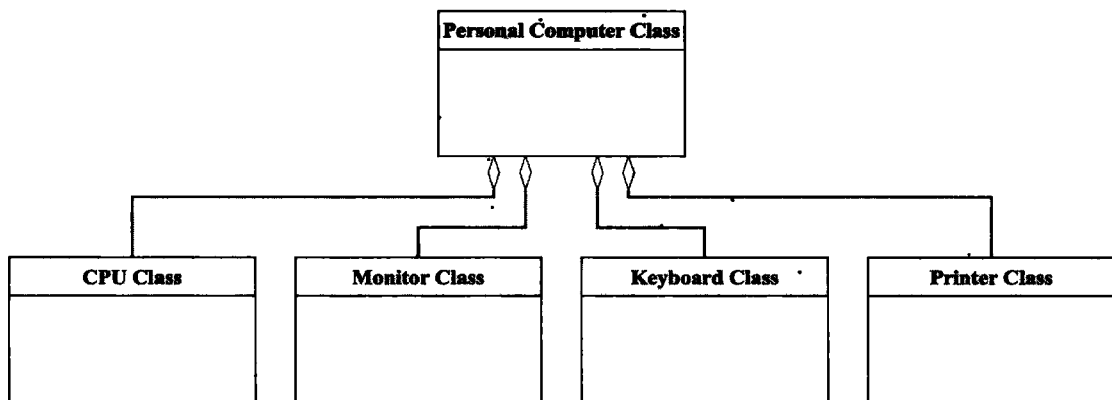 Personal Computer Class
CPU Class
Monitor Class
Keyboard Class
Printer Class